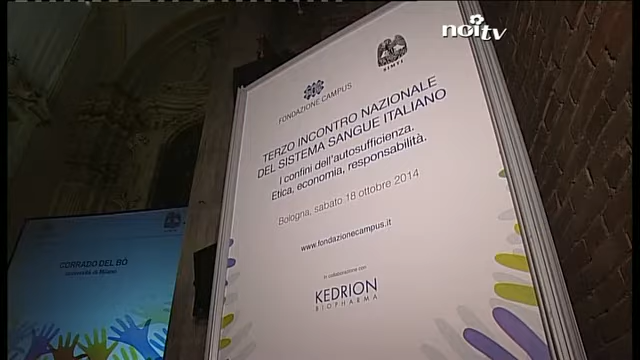 noitv
FONDAZIONE CAMPUS
SIMTI
TERZO INCONTRO NAZIONALE
DEL SISTEMA SANGUE ITALIANO
I confini dell'autosufficienza.
Etica, economia, responsabilità.
Bologna, sabato 18 ottobre 2014
www.fondazionecampus.it
in collaborazione con
KEDRION
BIOPHARMA
CORRADO DEL BÒ
Università di Milano